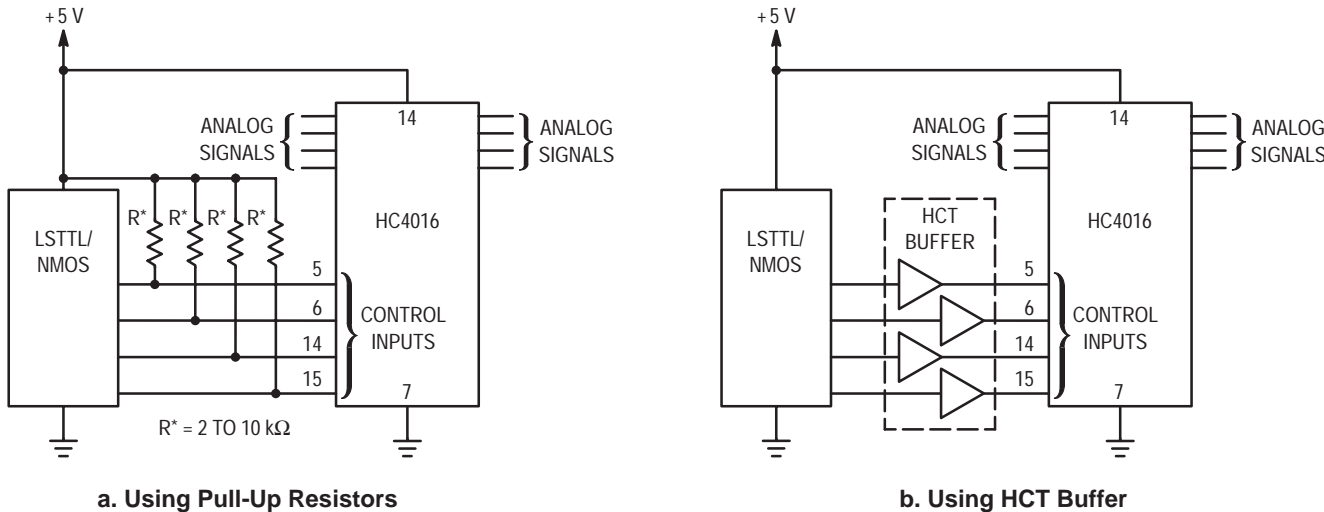 +5 V
14
ANALOG
SIGNALS
ANALOG
SIGNALS
R* R* R* R*
LSTTL/
NMOS
HC4016
5
6
14
15
CONTROL
INPUTS
7
R* = 2 TO 10 kΩ
a. Using Pull-Up Resistors
+5 V
14
ANALOG
SIGNALS
ANALOG
SIGNALS
LSTTL/
NMOS
HCT
BUFFER
HC4016
5
6
14
15
CONTROL
INPUTS
7
b. Using HCT Buffer